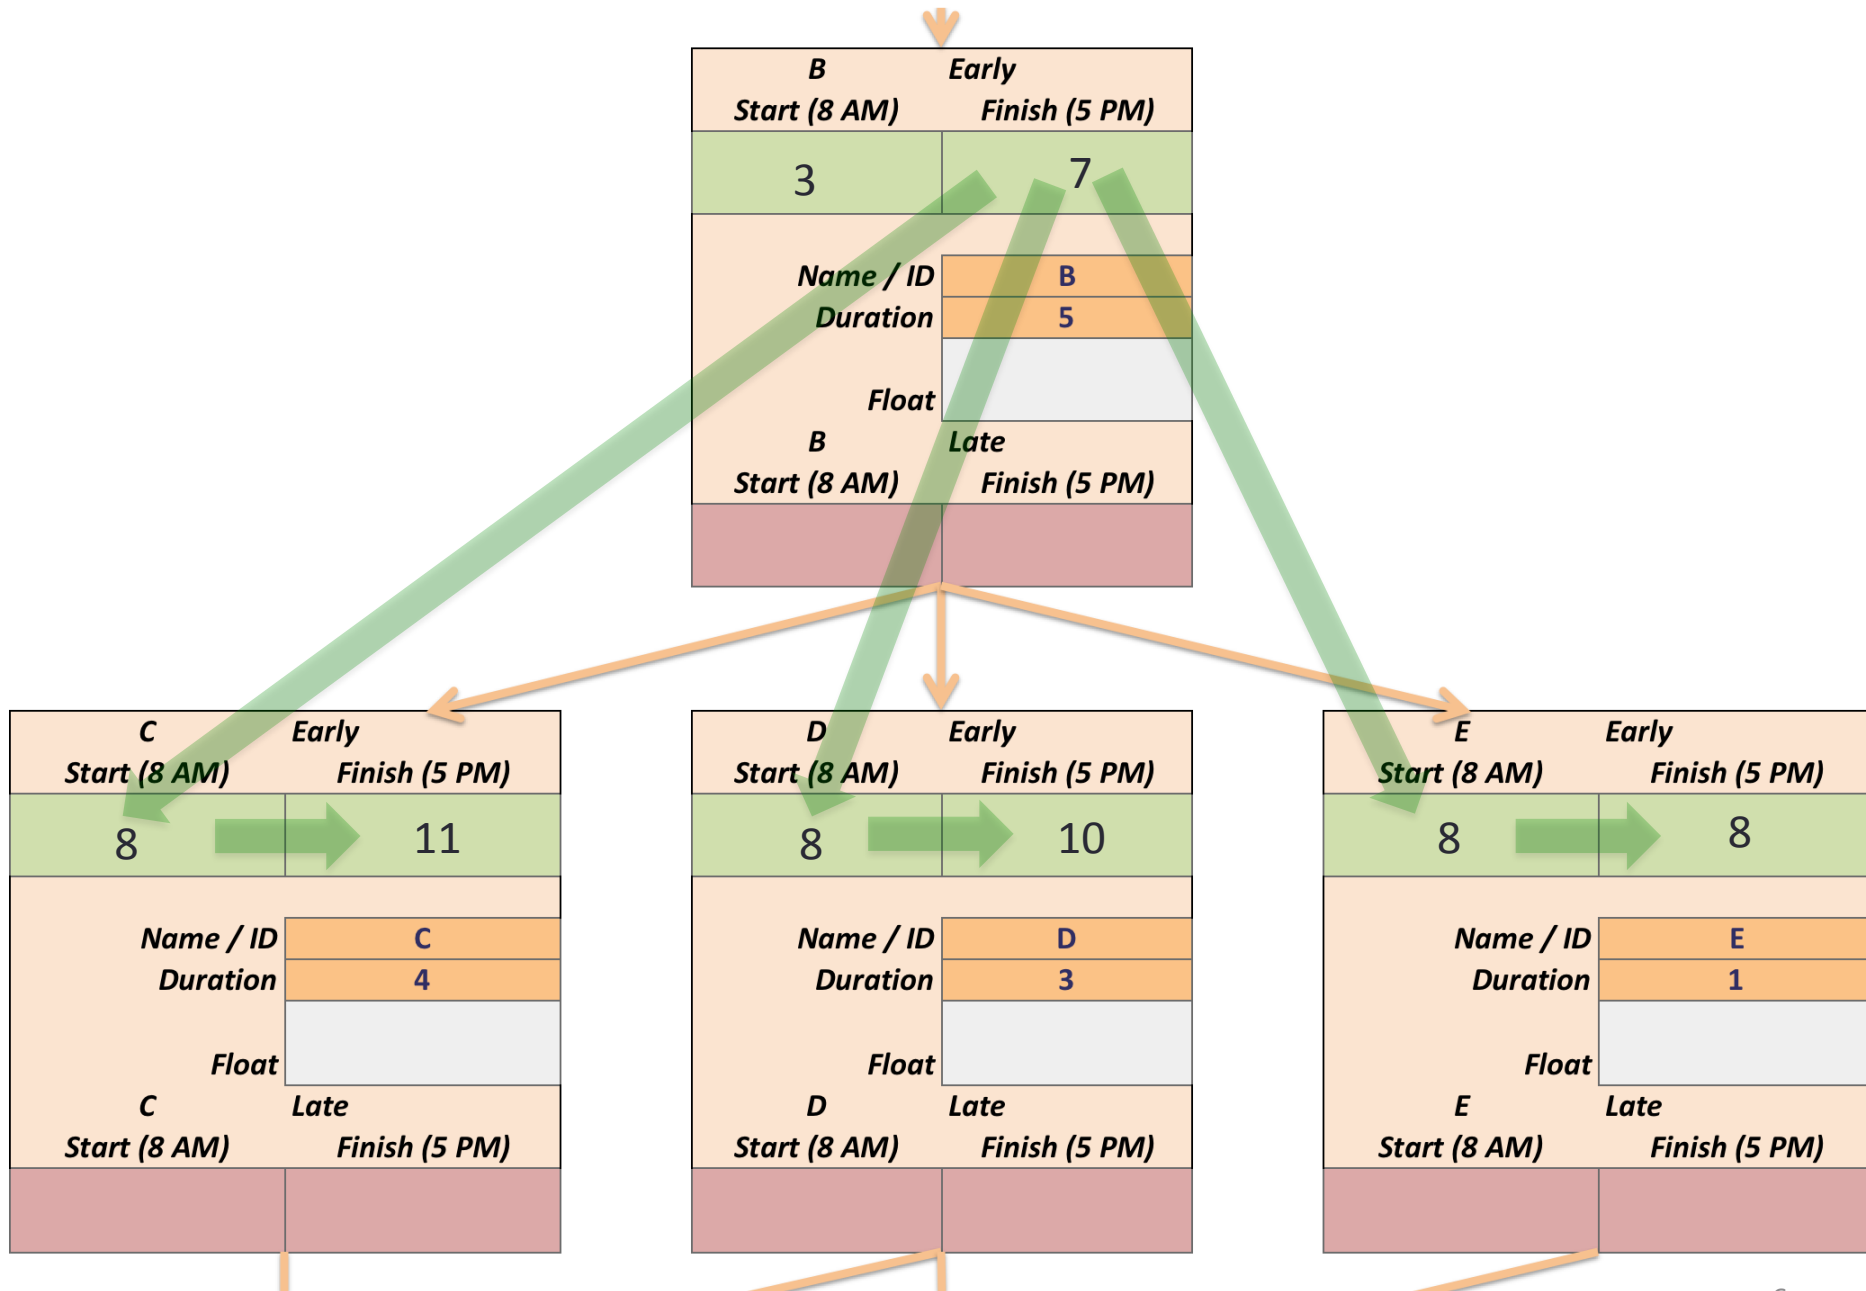 B Early
Start (8 AM) Finish (5 PM)
3 7
Name / ID B
Duration 5
Float
B Late
Start (8 AM) Finish (5 PM)
C Early
Start (8 AM) Finish (5 PM)
8 11
Name / ID C
Duration 4
Float
C Late
Start (8 AM) Finish (5 PM)
D Early
Start (8 AM) Finish (5 PM)
8 10
Name / ID D
Duration 3
Float
D Late
Start (8 AM) Finish (5 PM)
E Early
Start (8 AM) Finish (5 PM)
8 8
Name / ID E
Duration 1
Float
E Late
Start (8 AM) Finish (5 PM)